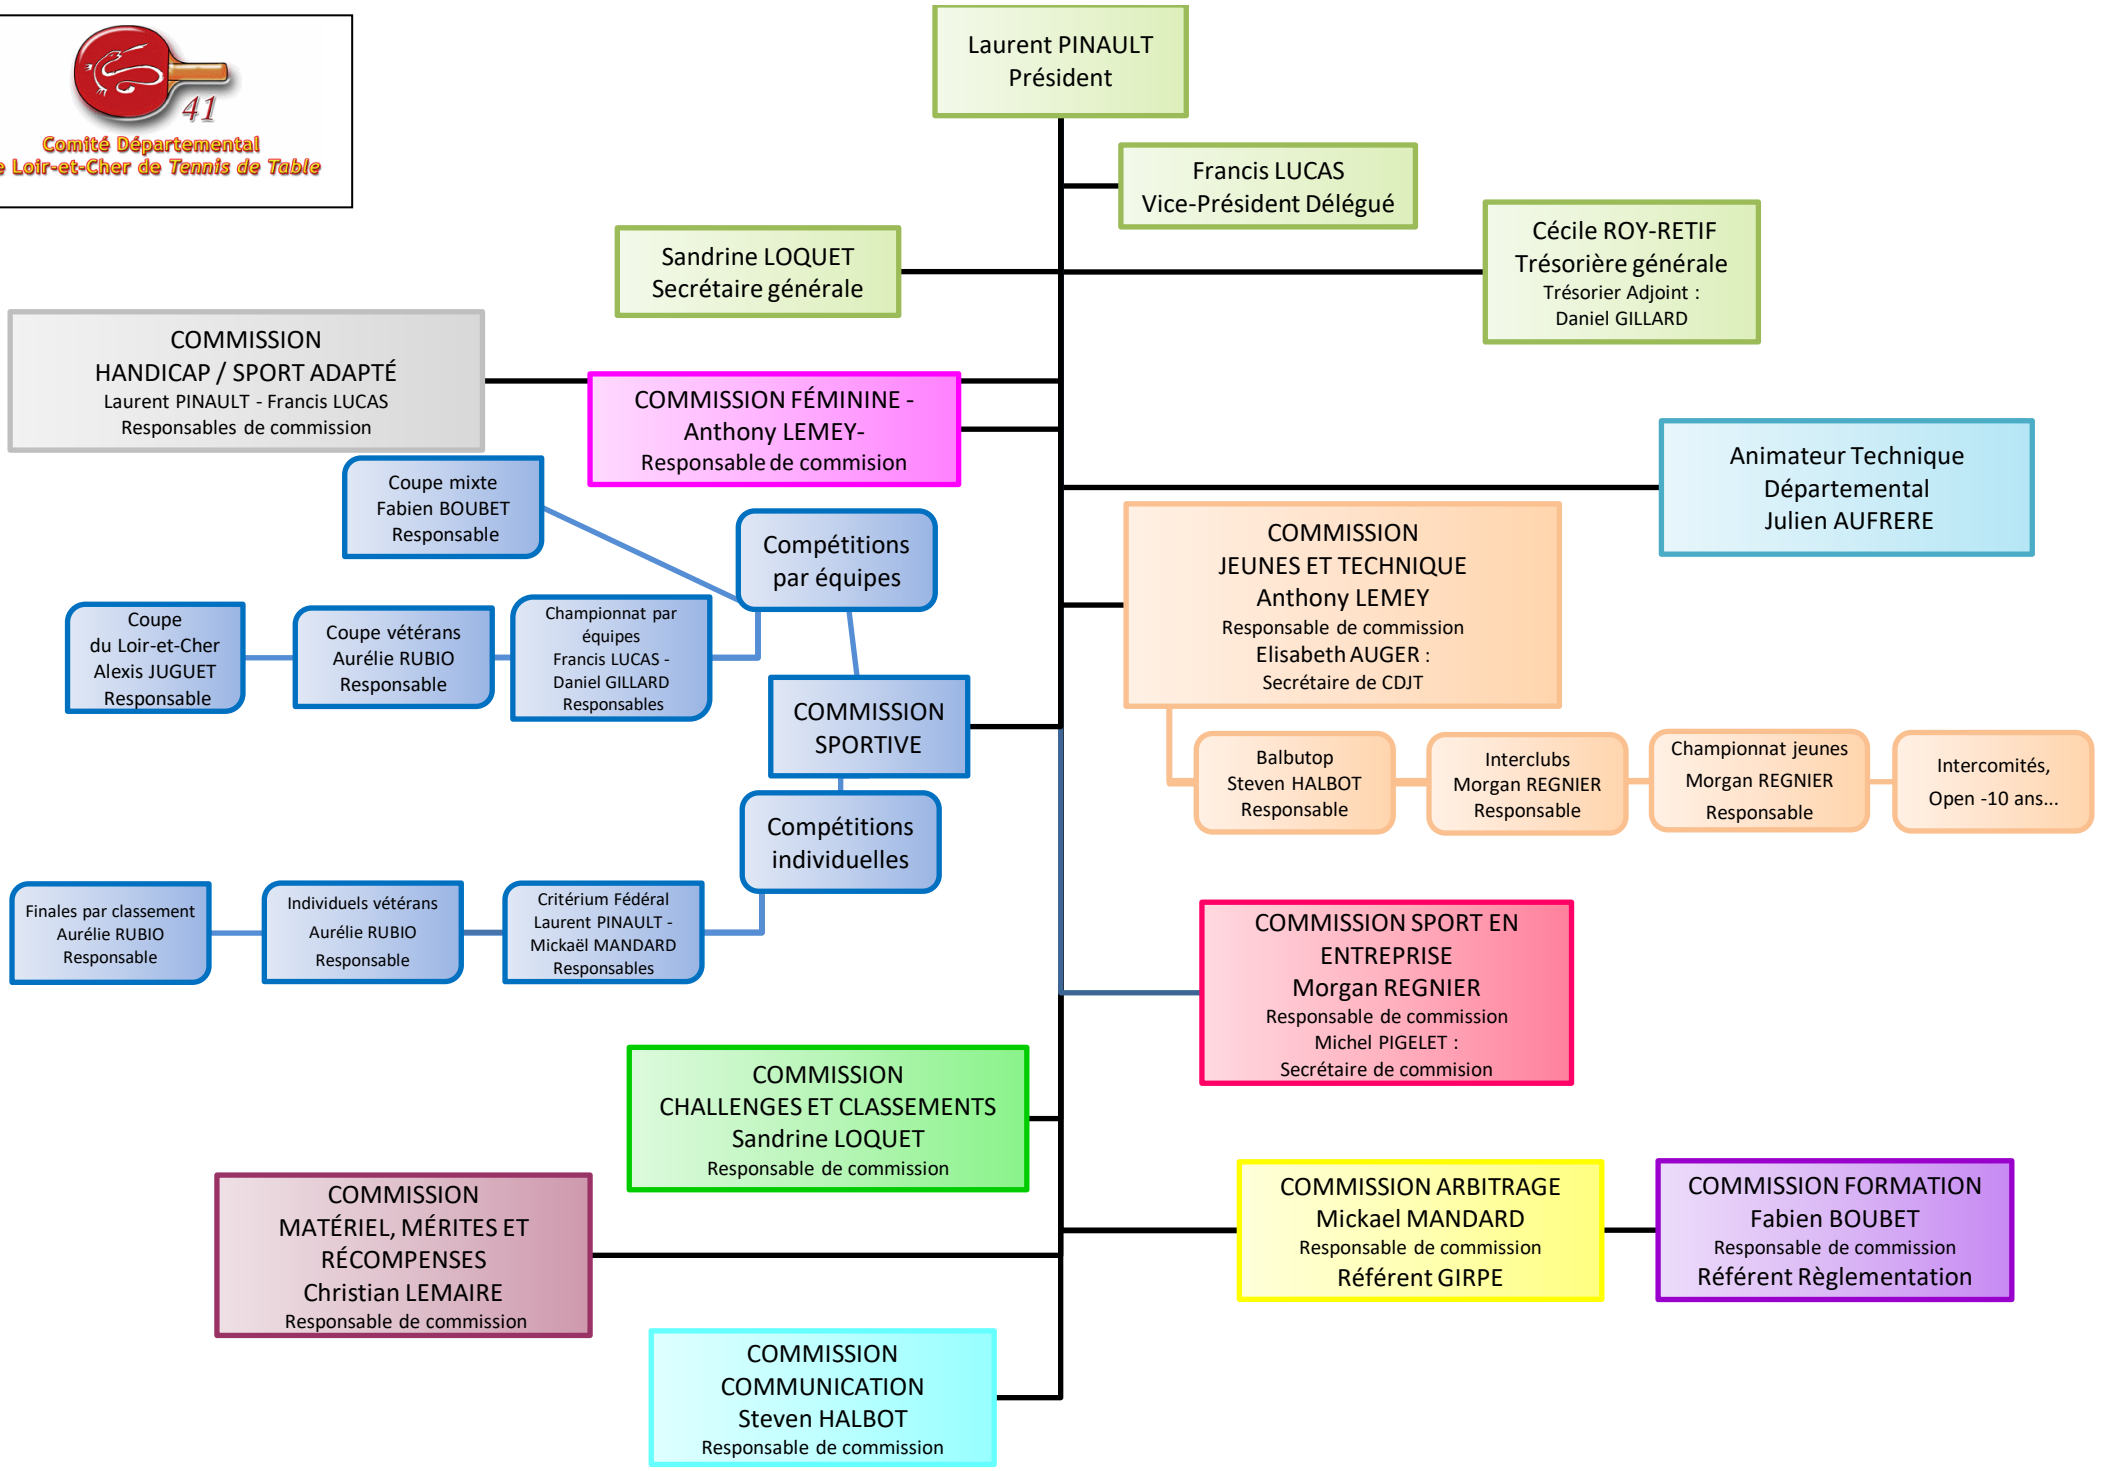 41
Comité Départemental
e Loir-et-Cher de Tennis de Table
Laurent PINAULT
Président
Francis LUCAS
Vice-Président Délégué
Sandrine LOQUET
Secrétaire générale
Cécile ROY-RETIF
Trésorière générale
Trésorier Adjoint :
Daniel GILLARD
COMMISSION
HANDICAP / SPORT ADAPTÉ
Laurent PINAULT - Francis LUCAS
Responsables de commission
COMMISSION FÉMININE -
Anthony LEMEY-
Responsable de commision
Animateur Technique
Départemental
Julien AUFRERE
Coupe mixte
Fabien BOUBET
Responsable
Compétitions
par équipes
COMMISSION
JEUNES ET TECHNIQUE
Anthony LEMEY
Responsable de commission
Elisabeth AUGER :
Secrétaire de CDJT
Coupe
du Loir-et-Cher
Alexis JUGUET
Responsable
Coupe vétérans
Aurélie RUBIO
Responsable
Championnat par
équipes
Francis LUCAS -
Daniel GILLARD
Responsables
COMMISSION
SPORTIVE
Balbutop
Steven HALBOT
Responsable
Interclubs
Morgan REGNIER
Responsable
Championnat jeunes
Morgan REGNIER
Responsable
Intercomités,
Open -10 ans...
Compétitions
individuelles
Finales par classement
Aurélie RUBIO
Responsable
Individuels vétérans
Aurélie RUBIO
Responsable
Critérium Fédéral
Laurent PINAULT -
Mickaël MANDARD
Responsables
COMMISSION SPORT EN
ENTREPRISE
Morgan REGNIER
Responsable de commission
Michel PIGELET :
Secrétaire de commision
COMMISSION
CHALLENGES ET CLASSEMENTS
Sandrine LOQUET
Responsable de commission
COMMISSION
MATÉRIEL, MÉRITES ET
RÉCOMPENSES
Christian LEMAIRE
Responsable de commission
COMMISSION ARBITRAGE
Mickael MANDARD
Responsable de commission
Référent GIRPE
COMMISSION FORMATION
Fabien BOUBET
Responsable de commission
Référent Règlementation
COMMISSION
COMMUNICATION
Steven HALBOT
Responsable de commission